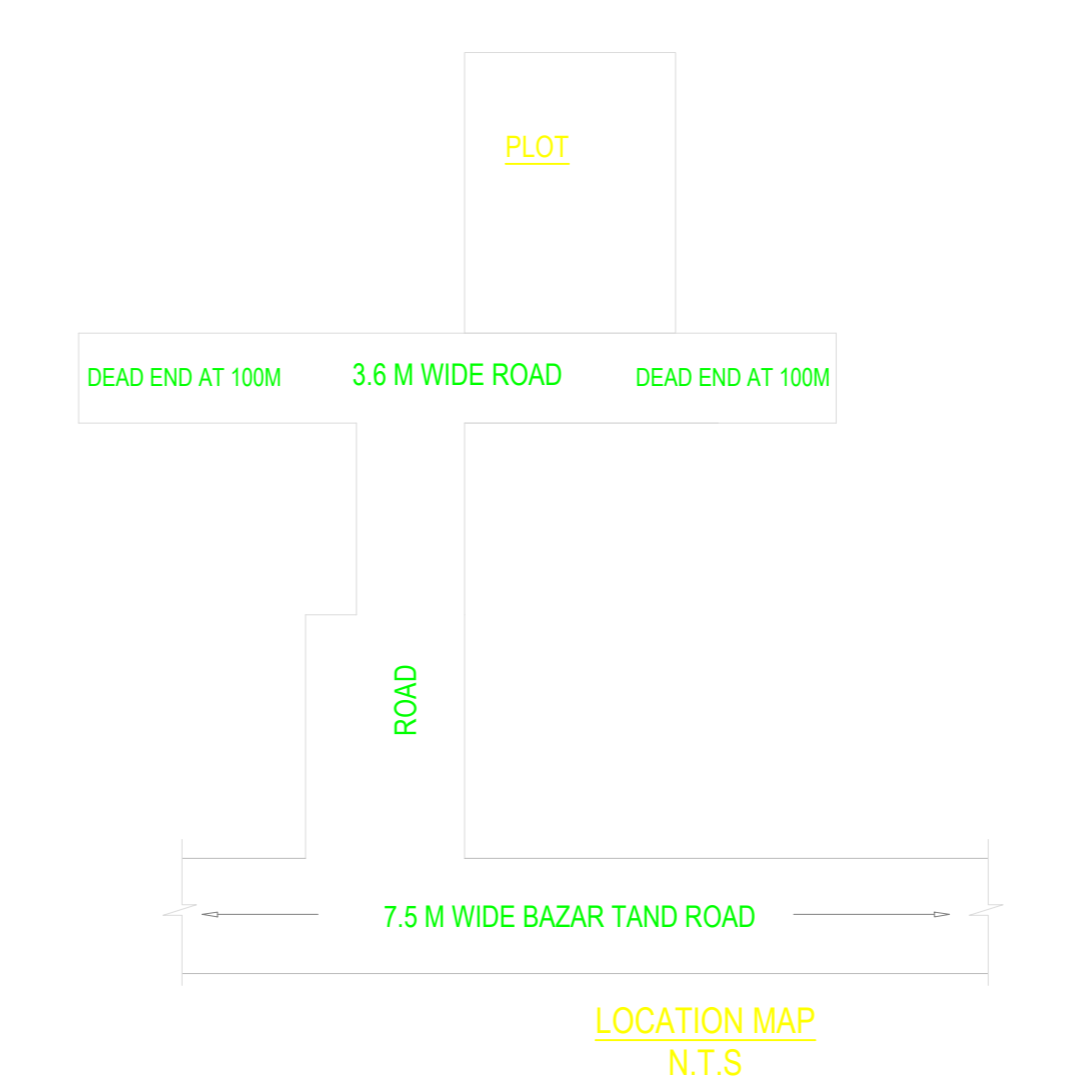 PLOT
DEAD END AT 100M
3.6 M WIDE ROAD
DEAD END AT 100M
ROAD
7.5 M WIDE BAZAR TAND ROAD
LOCATION MAP
N.T.S